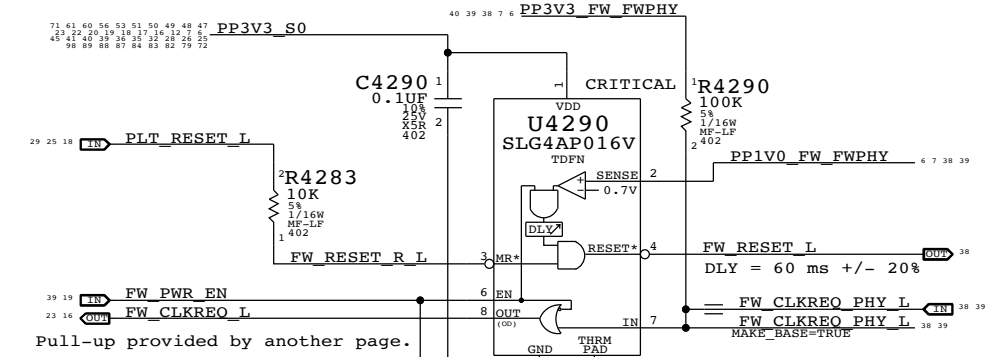 40 39 38 7 6 PP3V3_FW_FWPHY
71 61 60 56 53 51 50 49 48 47
23 22 20 19 18 17 16 12 7 6 PP3V3_S0
45 41 40 39 36 35 32 28 26 25
98 89 88 87 84 83 82 79 72
C4290 1
0.1UF
10%
25V
X5R
402
2
1
VDD
CRITICAL
1 R4290
100K
5%
1/16W
MF-LF
402
2
U4290
SLG4AP016V
TDFN
29 25 18 IN PLT_RESET_L
2 R4283
10K
5%
1/16W
MF-LF
402
1
SENSE 2
+
- 0.7V
PP1V0_FW_FWPHY 6 7 38 39
DLY
RESET* 4 FW_RESET_L OUT 38
DLY = 60 ms +/- 20%
FW_RESET_R_L 3 MR*
39 19 IN FW_PWR_EN 6 EN
23 16 OUT FW_CLKREQ_L 8 OUT
(OD)
IN 7
FW_CLKREQ_PHY_L IN 38 39
FW_CLKREQ_PHY_L 38 39
MAKE_BASE=TRUE
Pull-up provided by another page.
GND
THRM
PAD